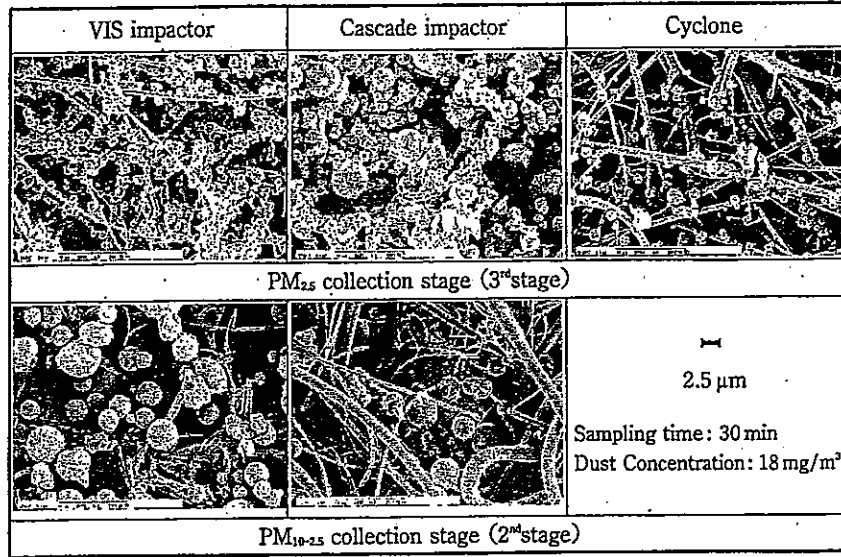 VIS impactor
Cascade impactor
Cyclone
PM2.5 collection stage (3rd stage)
2.5 μm
Sampling time: 30 min
Dust Concentration: 18 mg/m³
PM10-2.5 collection stage (2nd stage)